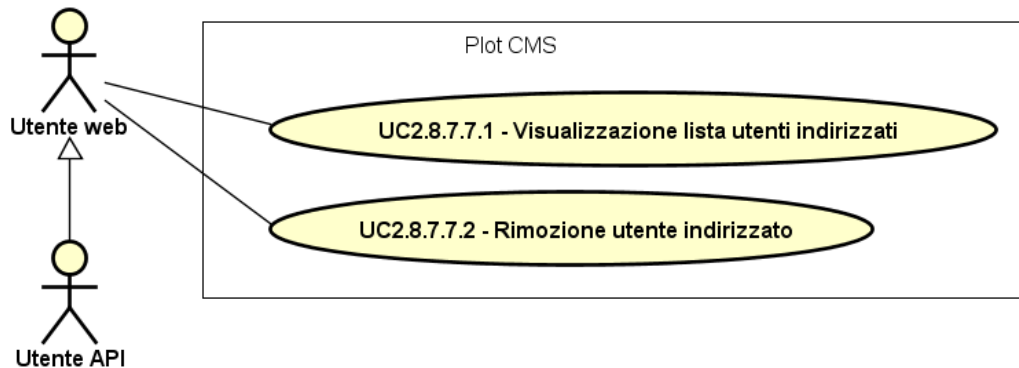 Plot CMS
Utente web
UC2.8.7.7.1 - Visualizzazione lista utenti indirizzati
UC2.8.7.7.2 - Rimozione utente indirizzato
Utente API